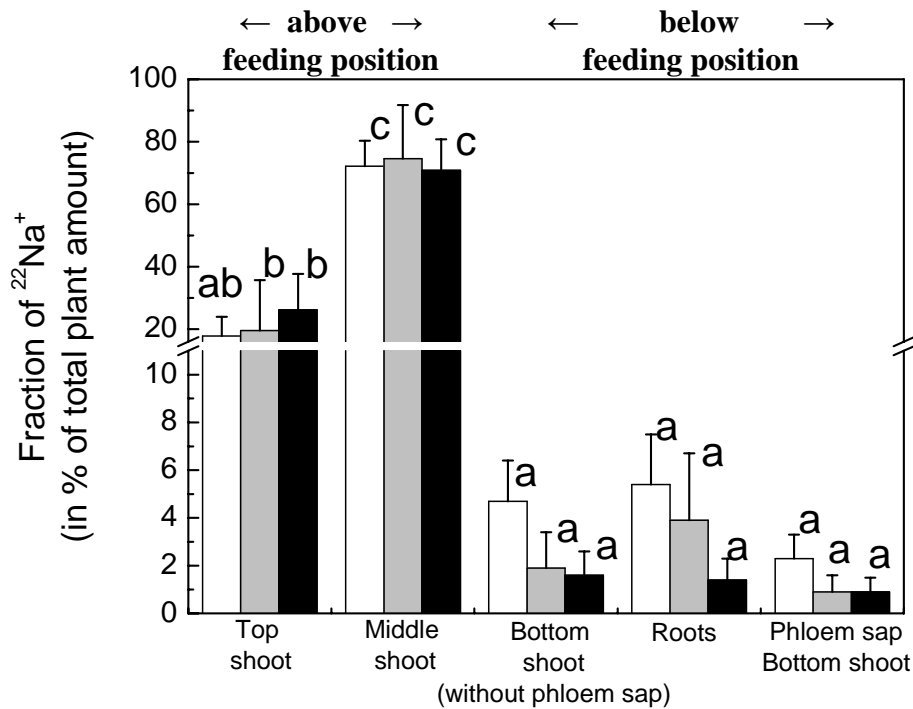 ← above → ← below →
feeding position feeding position
Fraction of ²²Na⁺
(in % of total plant amount)
100
80
60
40
20
10
8
6
4
2
0
ab b b
c c c
a a a
a a a
a a a
Top Middle Bottom Roots Phloem sap
shoot shoot shoot Bottom shoot
(without phloem sap)